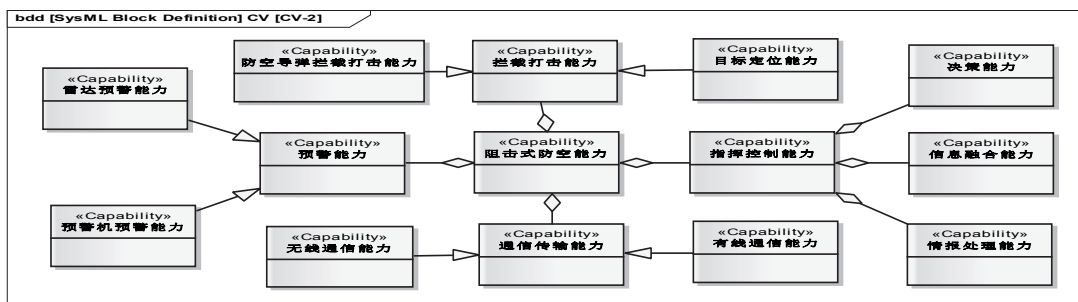 bdd [SysML Block Definition] CV [CV-2]
«Capability»
防空导弹拦截打击能力
«Capability»
拦截打击能力
«Capability»
目标定位能力
«Capability»
决策能力
«Capability»
雷达预警能力
«Capability»
预警能力
«Capability»
阻击式防空能力
«Capability»
指挥控制能力
«Capability»
信息融合能力
«Capability»
预警机预警能力
«Capability»
无线通信能力
«Capability»
通信传输能力
«Capability»
有线通信能力
«Capability»
情报处理能力